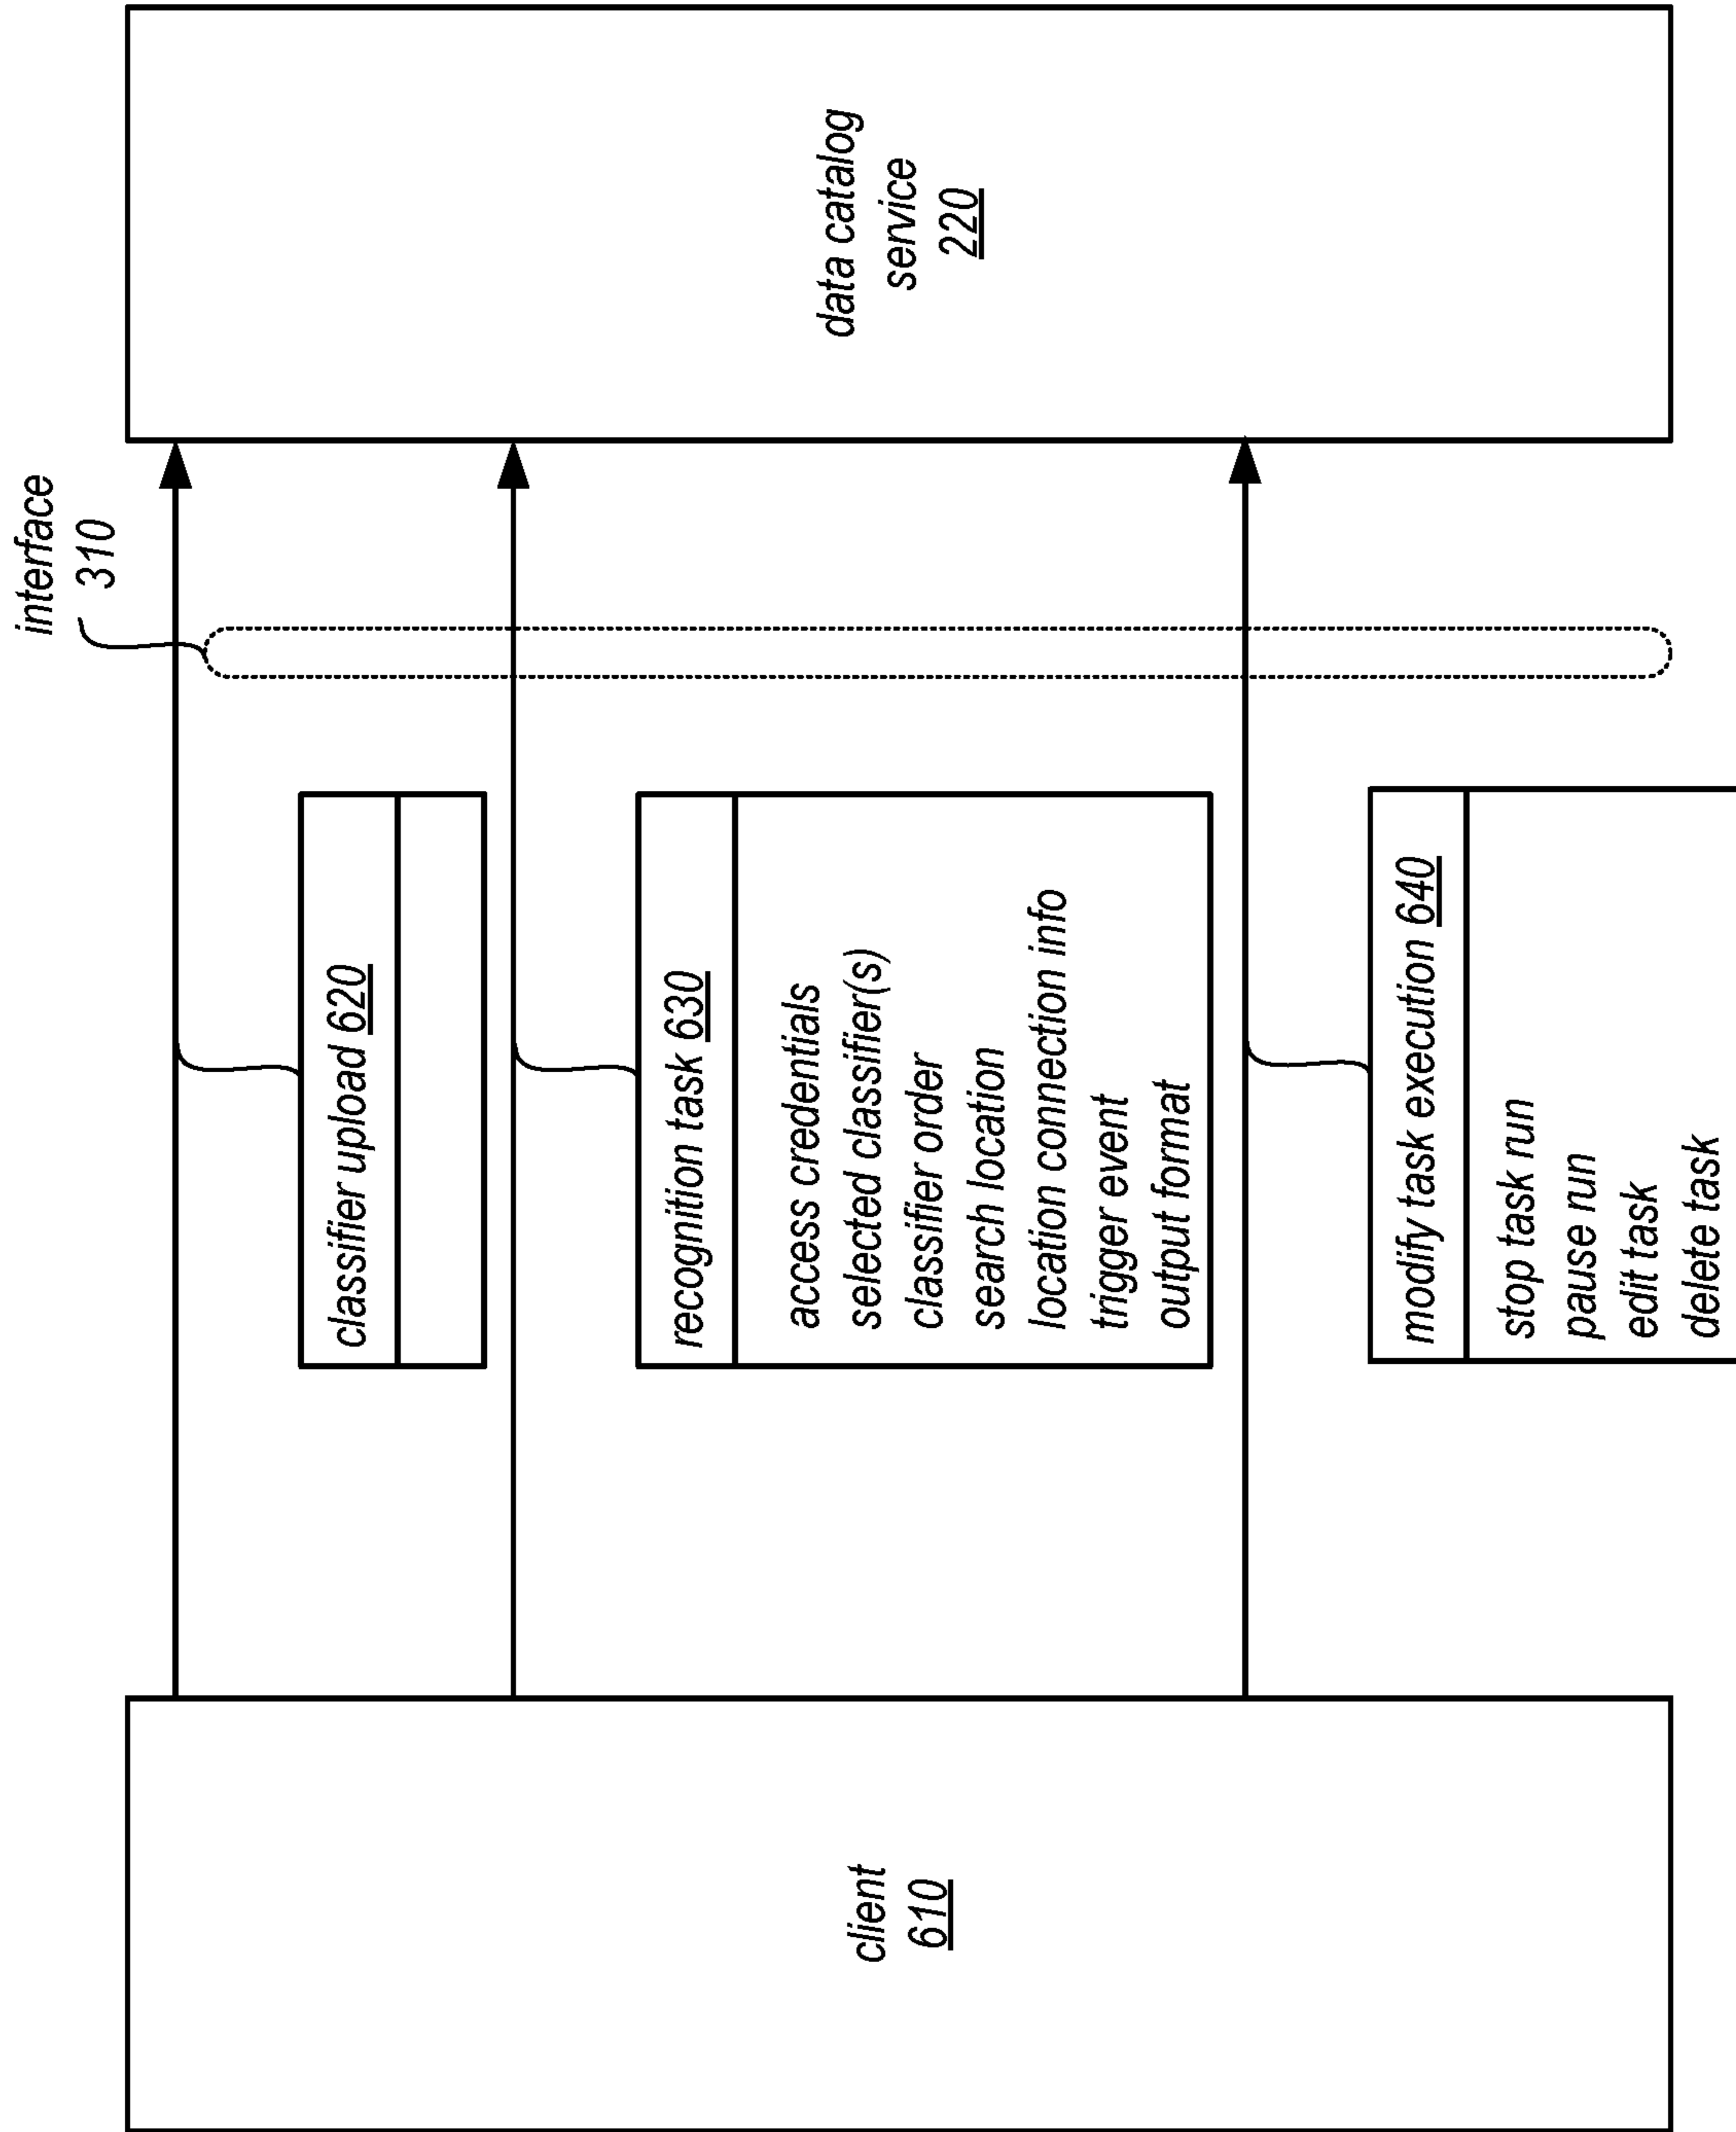 interface
310
client
610
classifier upload 620
recognition task 630
access credentials
selected classifier(s)
classifier order
search location
location connection info
trigger event
output format
modify task execution 640
stop task run
pause run
edit task
delete task
data catalog
service
220